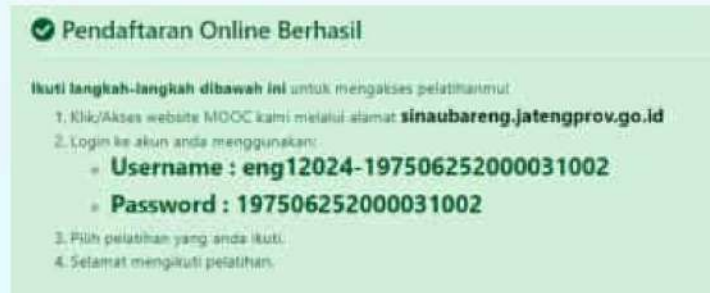 Pendaftaran Online Berhasil
Ikuti langkah-langkah dibawah ini untuk mengakses pelatihanmu!
1. Klik/Akses website MOOC kami melalui alamat sinaubareng.jatengprov.go.id
2. Login ke akun anda menggunakan:
Username : eng12024-197506252000031002
Password : 197506252000031002
3. Pilih pelatihan yang anda ikuti.
4. Selamat mengikuti pelatihan.